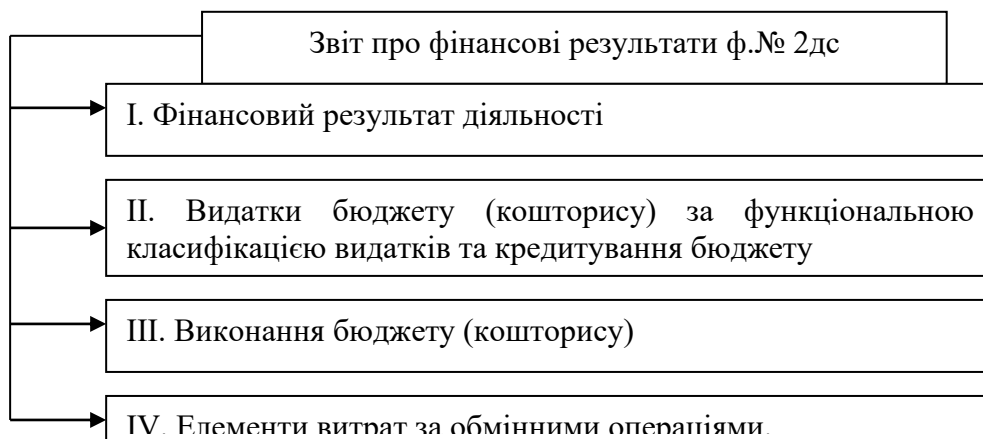 Звіт про фінансові результати ф.№ 2дс
І. Фінансовий результат діяльності
ІІ. Видатки бюджету (кошторису) за функціональною
класифікацією видатків та кредитування бюджету
ІІІ. Виконання бюджету (кошторису)
ІV. Елементи витрат за обмінними операціями.